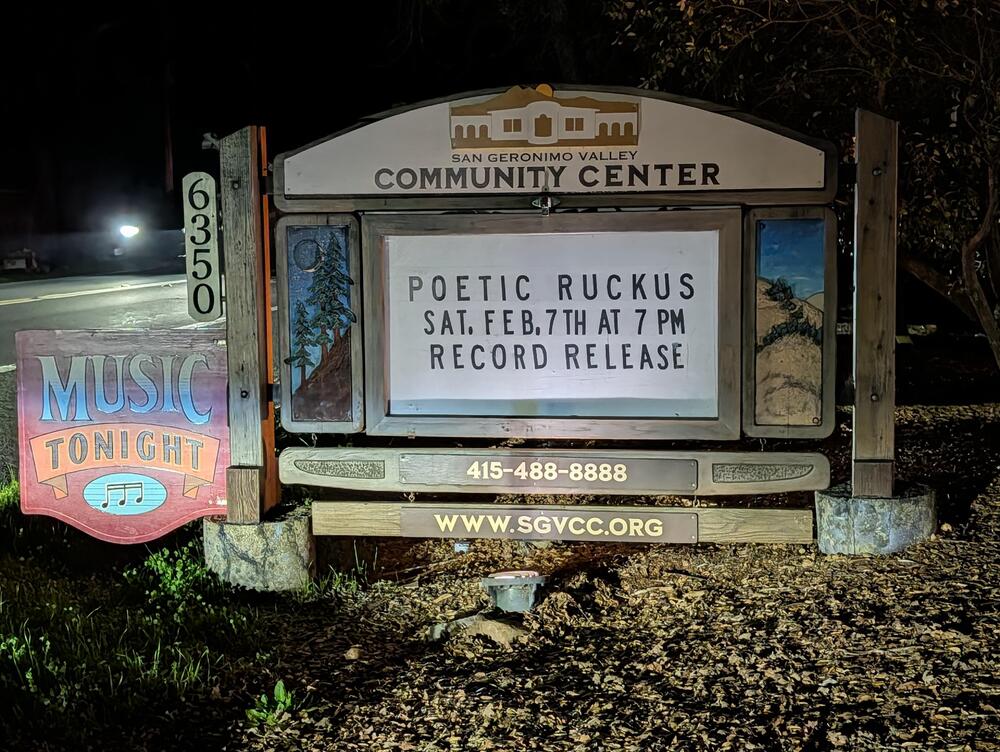 SAN GERONIMO VALLEY
COMMUNITY CENTER
6350
POETIC RUCKUS
SAT. FEB. 7TH AT 7 PM
RECORD RELEASE
MUSIC
TONIGHT
415-488-8888
WWW.SGVCC.ORG